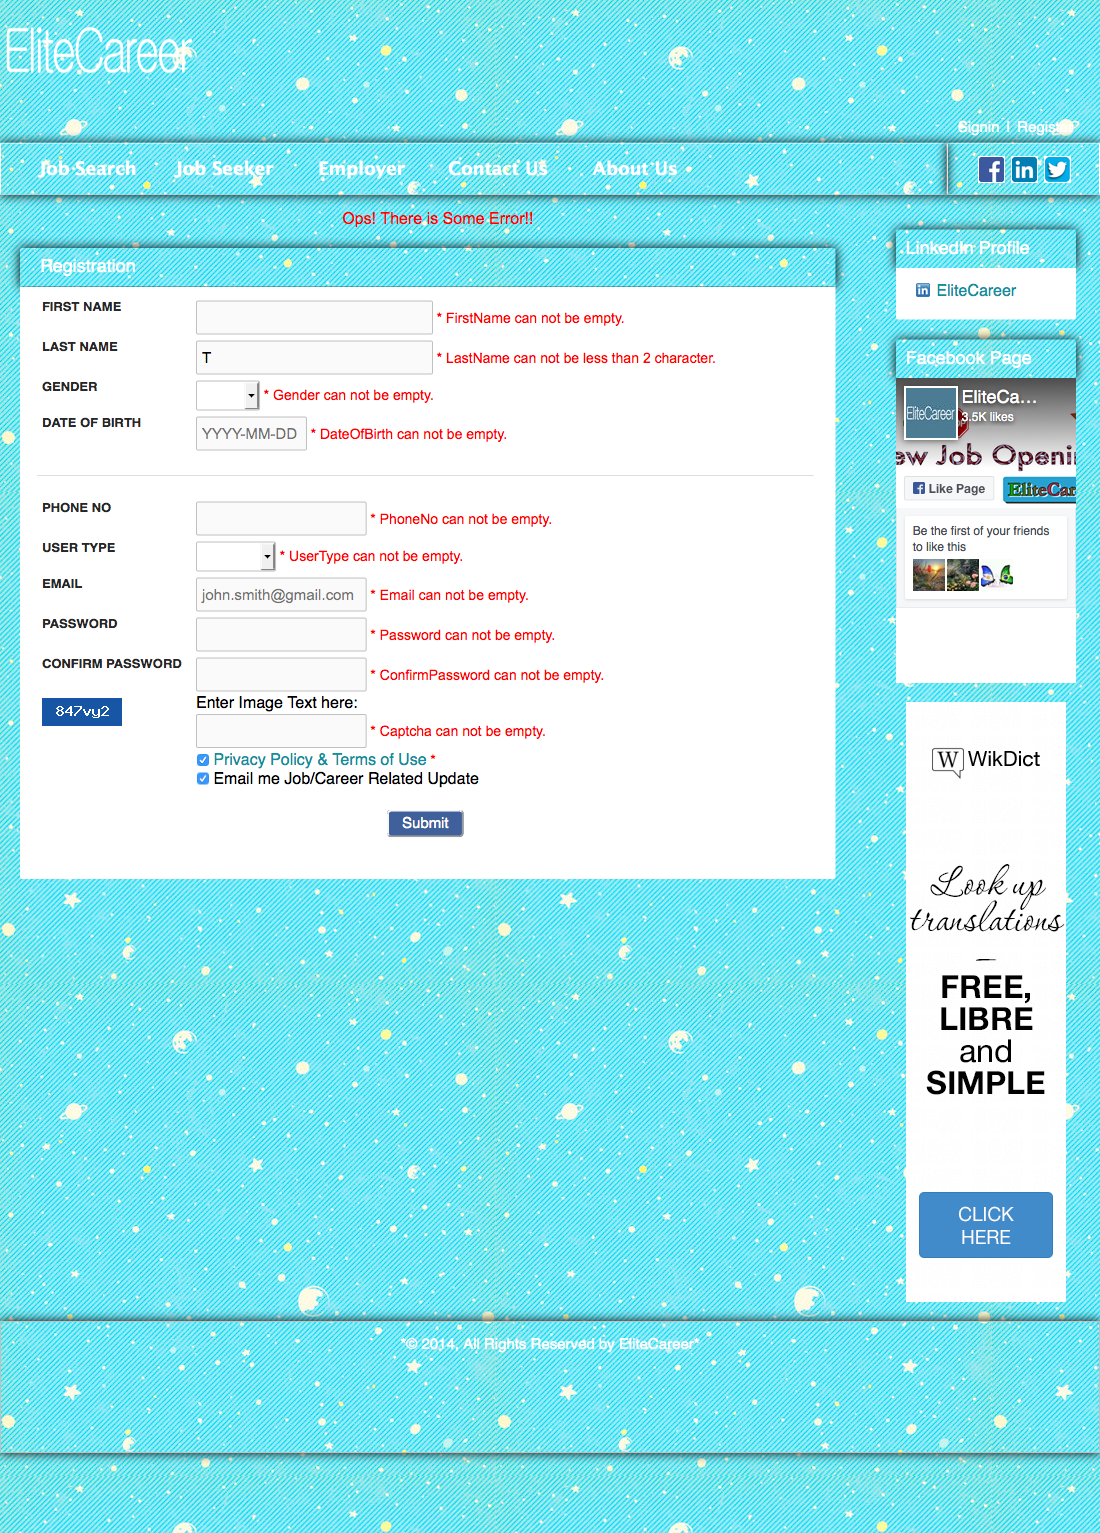 EliteCareer
Signin | Register
Job Search Job Seeker Employer Contact US About Us
Ops! There is Some Error!!
Registration
FIRST NAME * FirstName can not be empty.
LAST NAME T * LastName can not be less than 2 character.
GENDER * Gender can not be empty.
DATE OF BIRTH YYYY-MM-DD * DateOfBirth can not be empty.
PHONE NO * PhoneNo can not be empty.
USER TYPE * UserType can not be empty.
EMAIL john.smith@gmail.com * Email can not be empty.
PASSWORD * Password can not be empty.
CONFIRM PASSWORD * ConfirmPassword can not be empty.
847vy2 Enter Image Text here:
* Captcha can not be empty.
Privacy Policy & Terms of Use *
Email me Job/Career Related Update
Submit
LinkedIn Profile
EliteCareer
Facebook Page
EliteCareer
EliteCa...
3.5K likes
ew Job Openi
Like Page
EliteCar
Be the first of your friends
to like this
W WikDict
Look up
translations
–
FREE,
LIBRE
and
SIMPLE
CLICK
HERE
*© 2014, All Rights Reserved by EliteCareer*